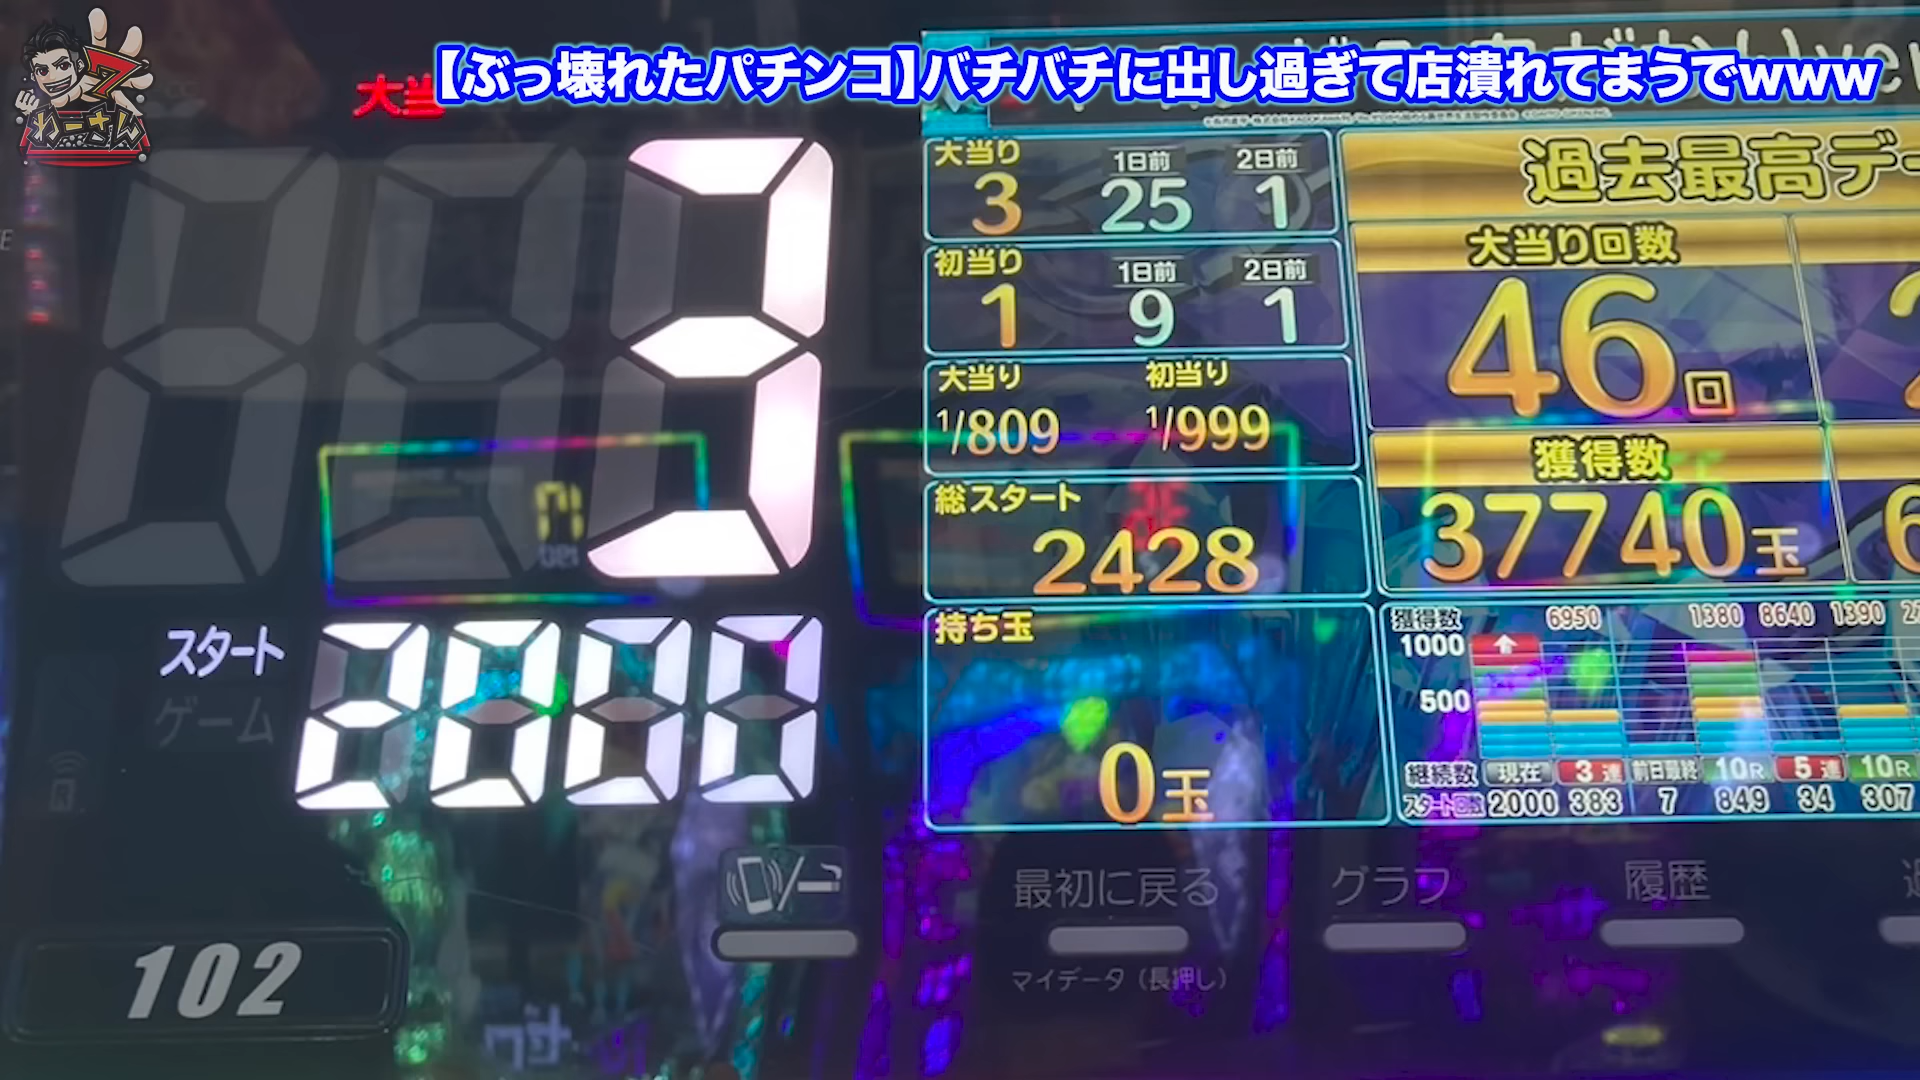 【ぶっ壊れたパチンコ】バチバチに出し過ぎて店潰れてまうでwww
7
わーさん
大当
3
スタート
2000
ゲーム
102
大当り 1日前 2日前
3 25 1
初当り 1日前 2日前
1 9 1
大当り 初当り
1/809 1/999
総スタート
2428
持ち玉
0玉
過去最高デー
大当り回数
46回
獲得数
37740玉
獲得数 6950 1380 8640 1390
1000
500
継続数 現在 3連 前日最終 10R 5連 10R
スタート回数 2000 383 7 849 34 307
最初に戻る グラフ 履歴
マイデータ（長押し）